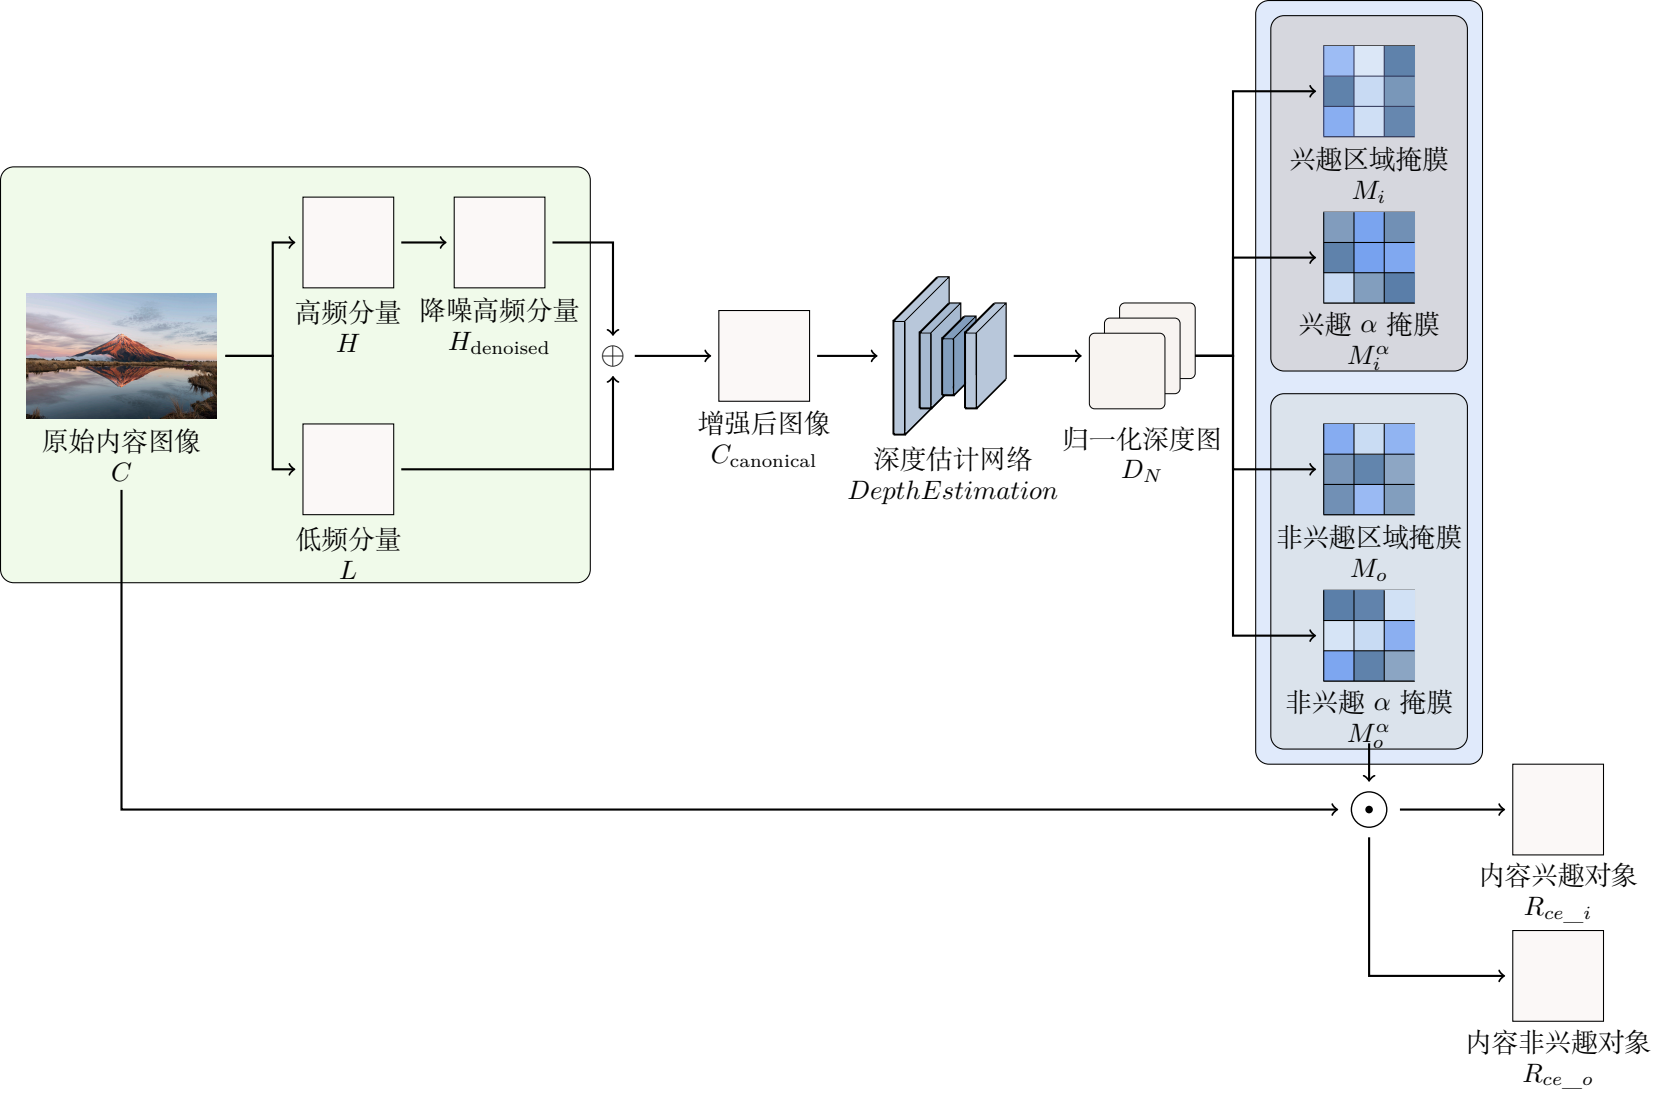 原始内容图像
C
高频分量
H
降噪高频分量
H_denoised
低频分量
L
⊕
增强后图像
C_canonical
深度估计网络
DepthEstimation
归一化深度图
D_N
兴趣区域掩膜
M_i
兴趣 α 掩膜
M_i^α
非兴趣区域掩膜
M_o
非兴趣 α 掩膜
M_o^α
内容兴趣对象
R_{ce_i}
内容非兴趣对象
R_{ce_o}